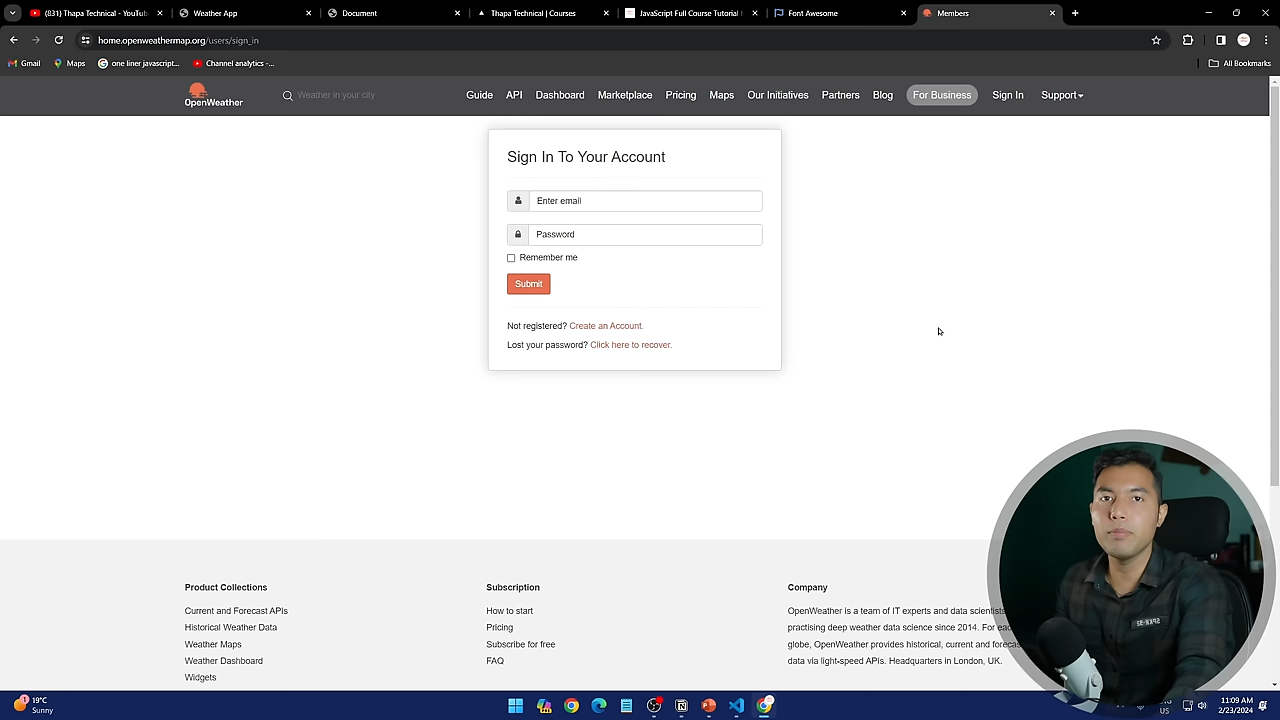 (831) Thapa Technical - YouTub
Weather App
Document
Thapa Technical | Courses
JavaScript Full Course Tutorial F
Font Awesome
Members
home.openweathermap.org/users/sign_in
Gmail
Maps
one liner javascript...
Channel analytics -...
All Bookmarks
OpenWeather
Weather in your city
Guide
API
Dashboard
Marketplace
Pricing
Maps
Our Initiatives
Partners
Blog
For Business
Sign In
Support
Sign In To Your Account
Enter email
Password
Remember me
Submit
Not registered? Create an Account.
Lost your password? Click here to recover.
Product Collections
Current and Forecast APIs
Historical Weather Data
Weather Maps
Weather Dashboard
Widgets
Subscription
How to start
Pricing
Subscribe for free
FAQ
Company
OpenWeather is a team of IT experts and data scientists
practising deep weather data science since 2014. For
globe, OpenWeather provides historical, current and
data via light-speed APIs. Headquarters in London, UK.
1
19°C
Sunny
US
11:09 AM
2/23/2024